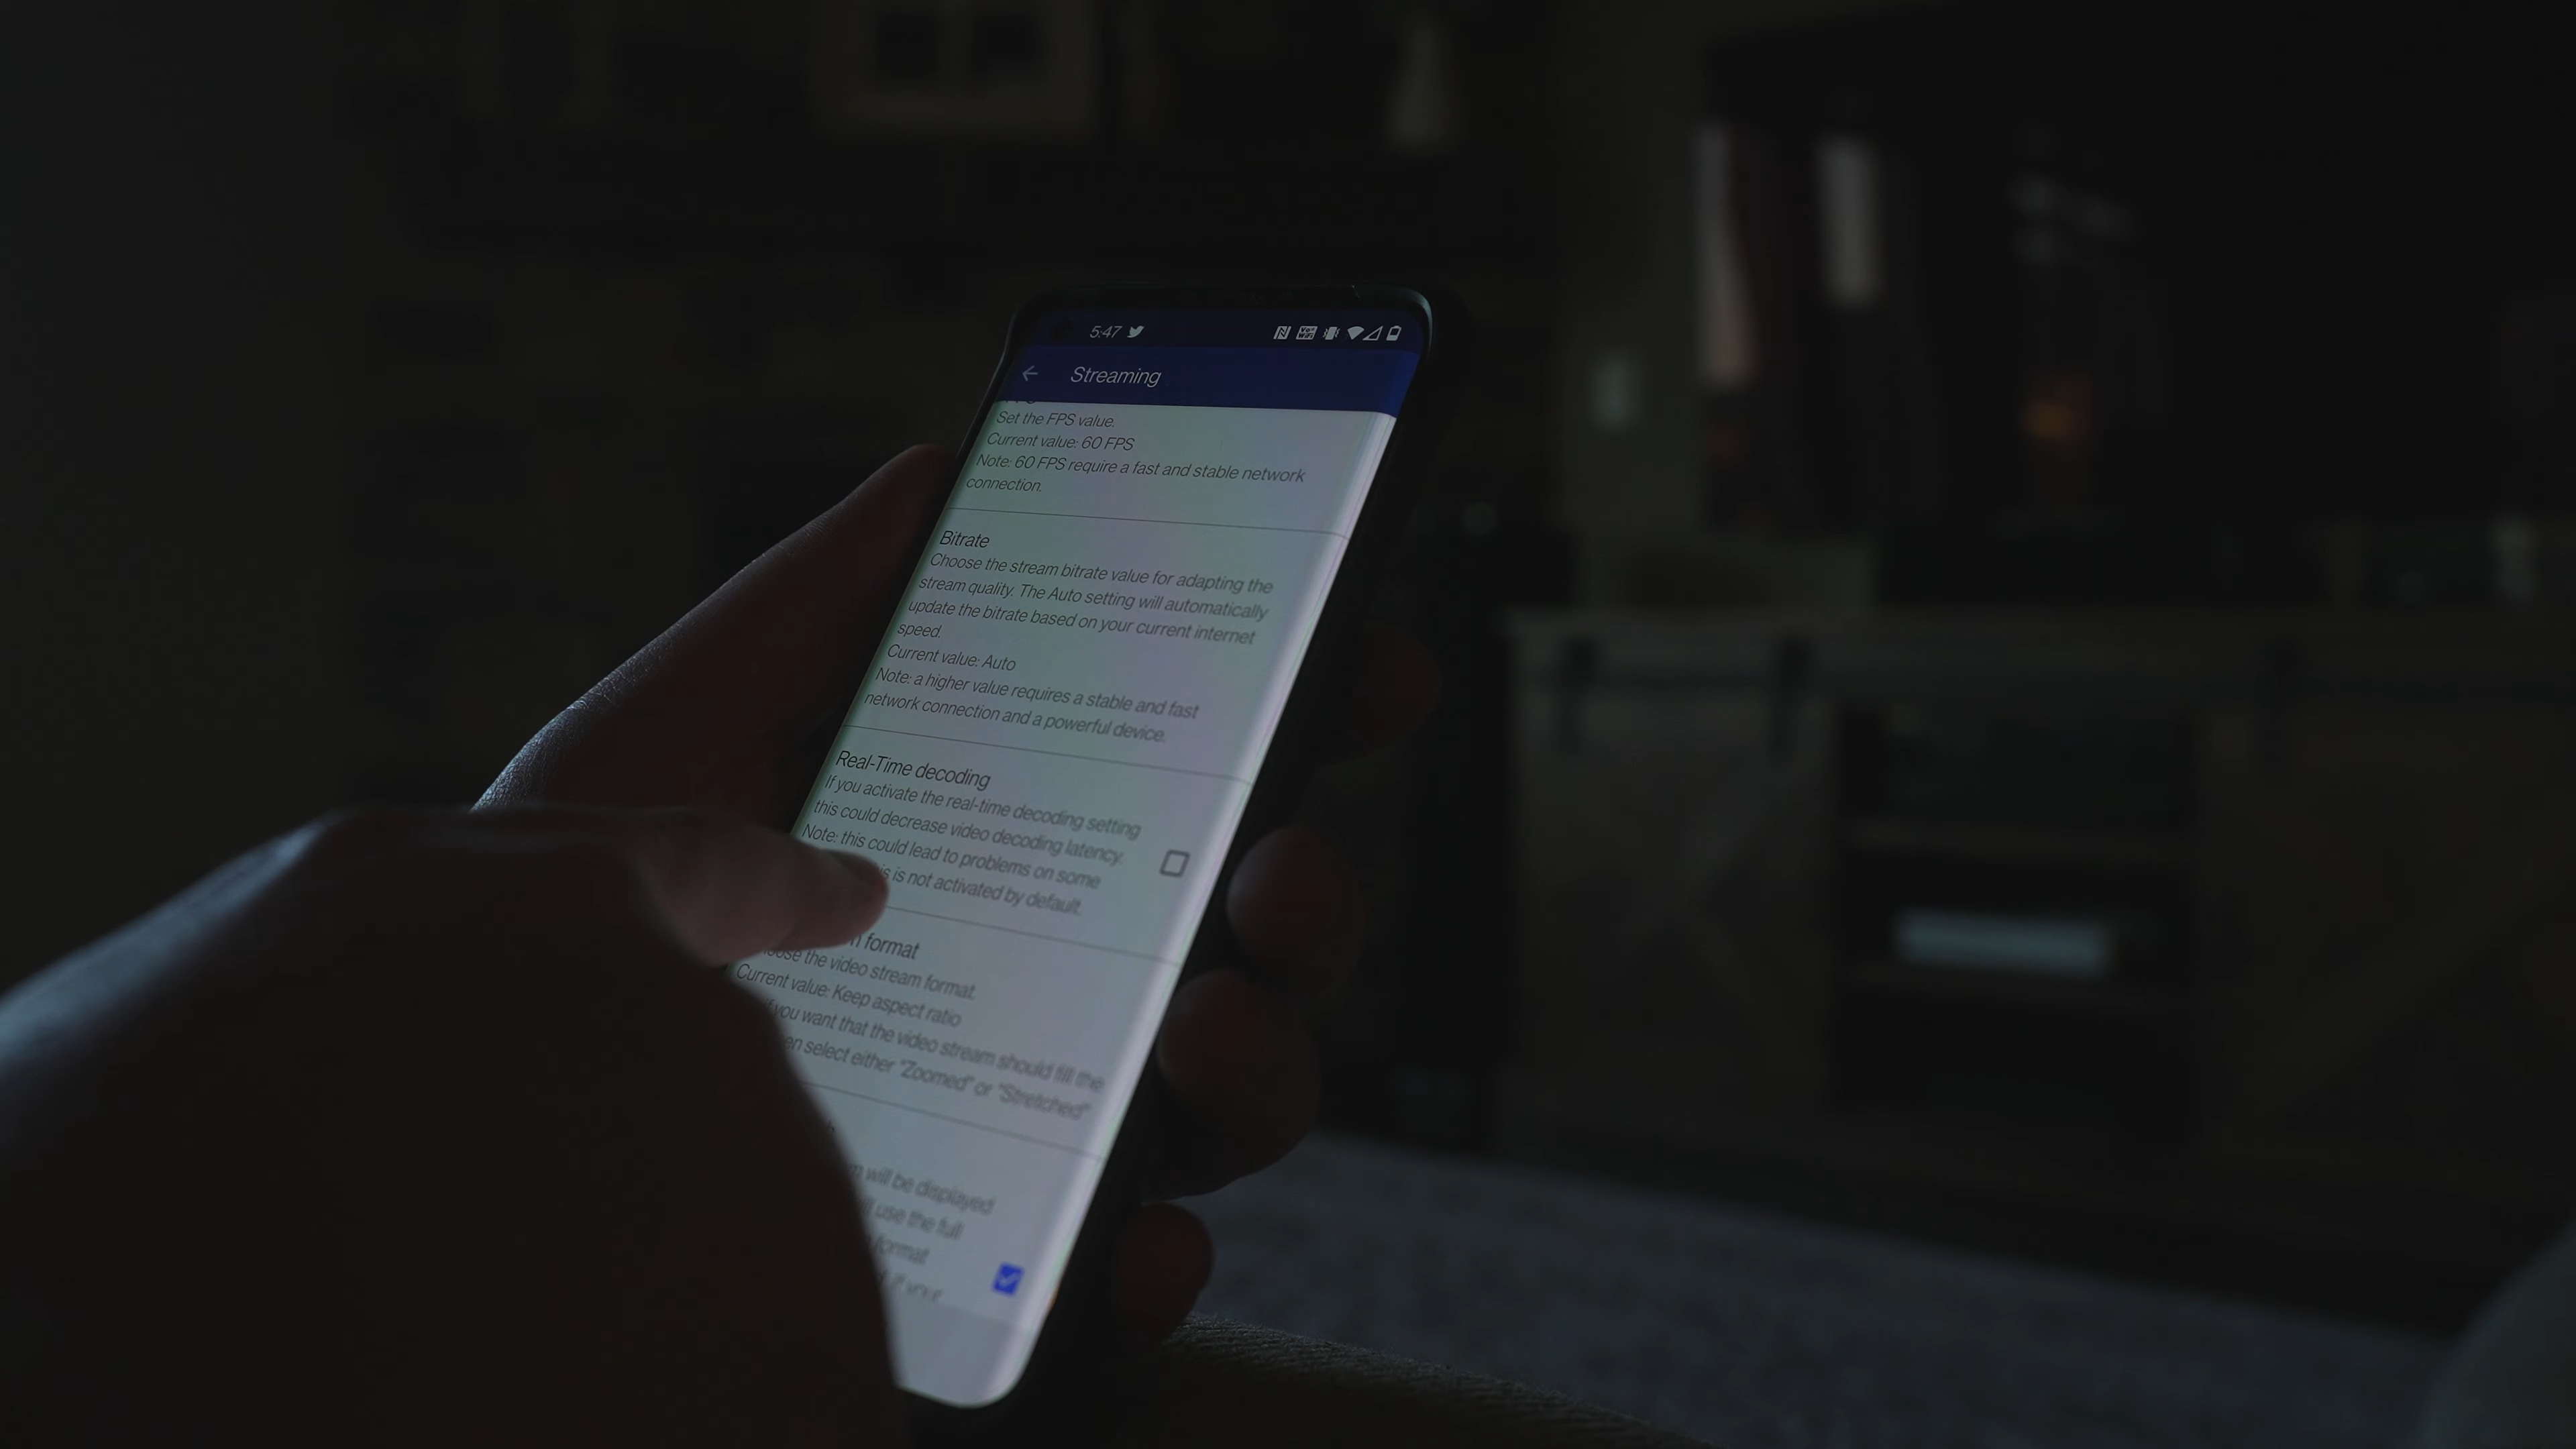 5:47
Streaming
Set the FPS value.
Current value: 60 FPS
Note: 60 FPS require a fast and stable network
connection.
Bitrate
Choose the stream bitrate value for adapting the
stream quality. The Auto setting will automatically
update the bitrate based on your current internet
speed.
Current value: Auto
Note: a higher value requires a stable and fast
network connection and a powerful device.
Real-Time decoding
If you activate the real-time decoding setting
this could decrease video decoding latency.
Note: this could lead to problems on some
is not activated by default.
format
the video stream format.
Current value: Keep aspect ratio
you want that the video stream should fill the
select either "Zoomed" or "Stretched"
will be displayed
use the full
format
if your